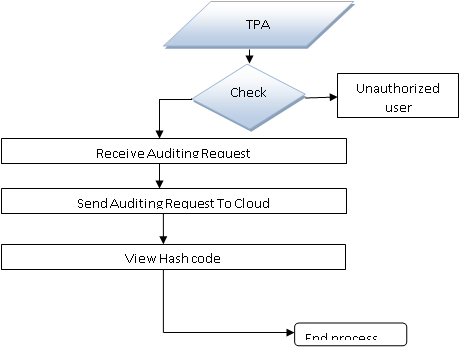 TPA
Check
Unauthorized
user
Receive Auditing Request
Send Auditing Request To Cloud
View Hash code
End process